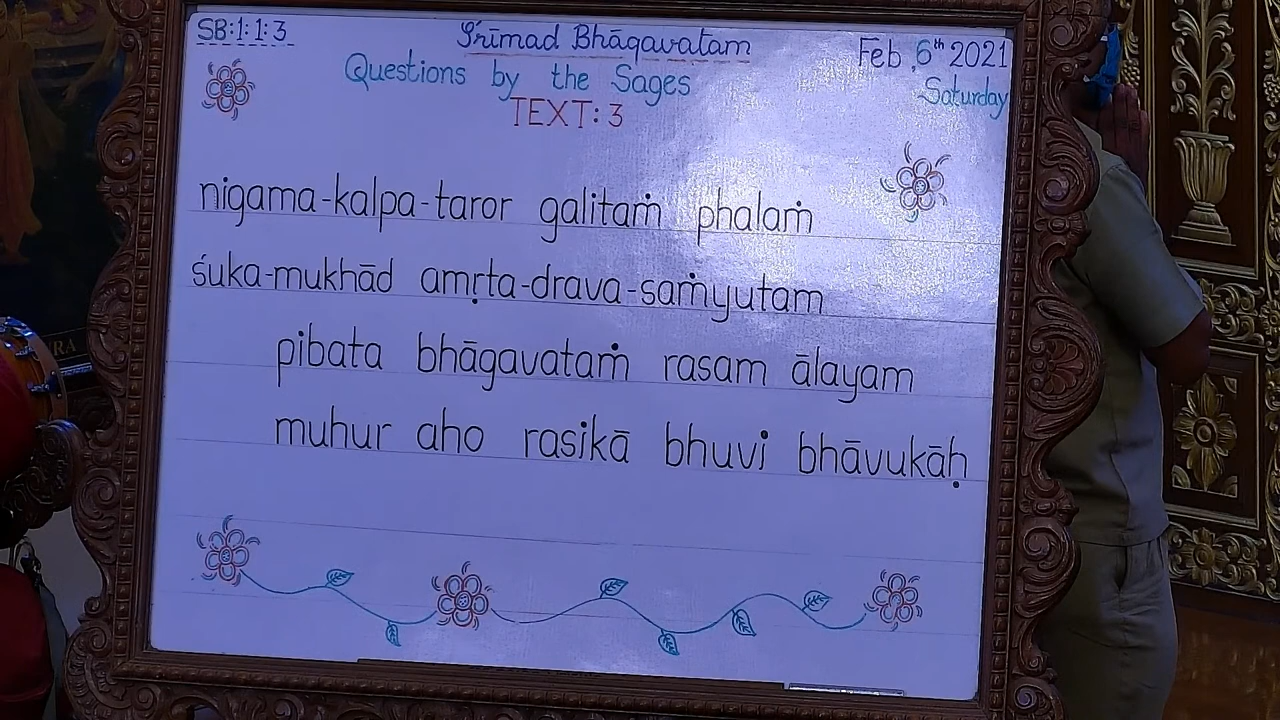 SB:1:1:3
Śrīmad Bhāgavatam
Feb, 6th 2021
Questions by the Sages
Saturday
TEXT: 3
nigama-kalpa-taror galitaṁ phalaṁ
śuka-mukhād amṛta-drava-saṁyutam
pibata bhāgavataṁ rasam ālayam
muhur aho rasikā bhuvi bhāvukāḥ